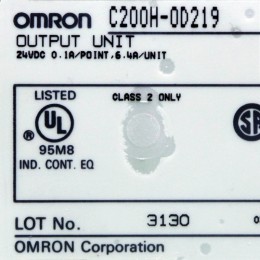 OMRON C200H-OD219
OUTPUT UNIT
24VDC 0.1A/POINT, 6.4A/UNIT
LISTED CLASS 2 ONLY
UL
95M8
IND. CONT. EQ
LOT No. 3130
OMRON Corporation